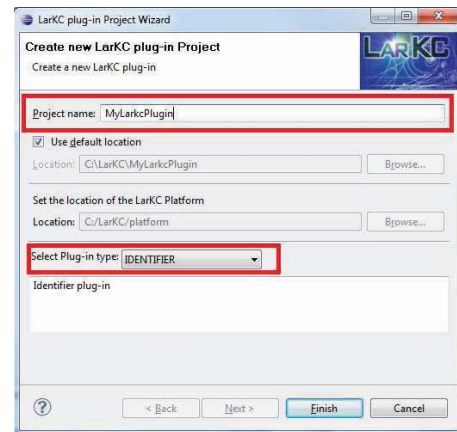 LarKC plug-in Project Wizard
Create new LarKC plug-in Project
Create a new LarKC plug-in
LARKC
Project name: MyLarkcPlugin
Use default location
Location: C:\LarKC\MyLarkcPlugin Browse...
Set the location of the LarKC Platform
Location: C:/LarKC/platform Browse...
Select Plug-in type: IDENTIFIER
Identifier plug-in
? < Back Next > Finish Cancel